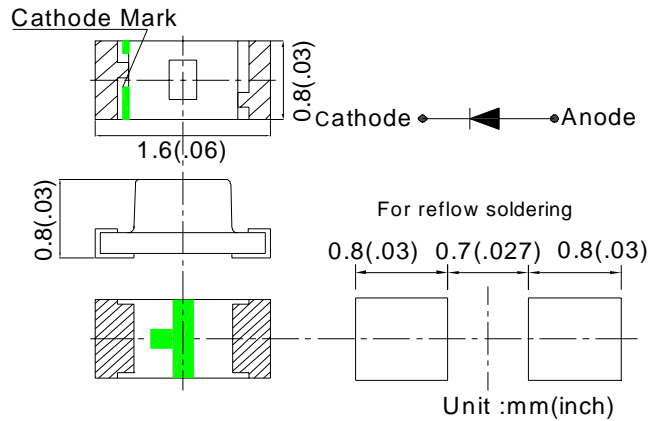 Cathode Mark
0.8(.03)
Cathode
Anode
1.6(.06)
0.8(.03)
For reflow soldering
0.8(.03) 0.7(.027) 0.8(.03)
Unit :mm(inch)